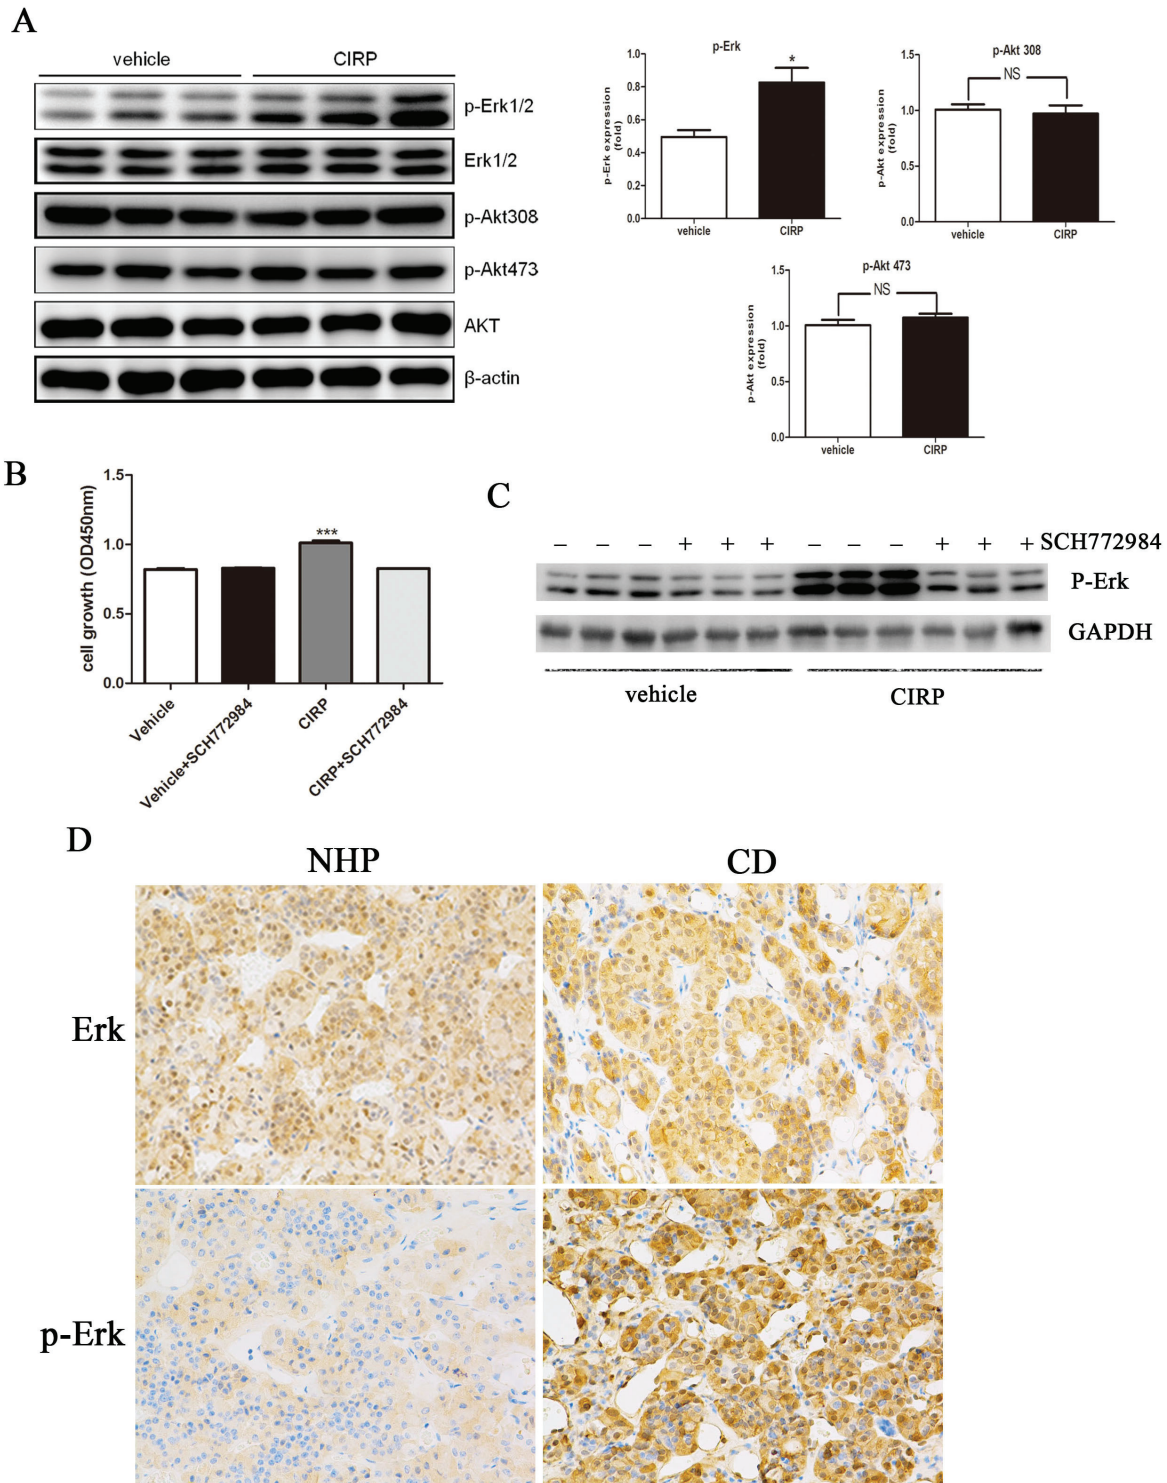 A
vehicle CIRP
p-Erk1/2
Erk1/2
p-Akt308
p-Akt473
AKT
β-actin
p-Erk
p-Erk expression
(fold)
1.0
0.8
0.6
0.4
0.2
0.0
*
vehicle CIRP
p-Akt 308
p-Akt expression
(fold)
1.5
1.0
0.5
0.0
NS
vehicle CIRP
p-Akt 473
p-Akt expression
(fold)
1.5
1.0
0.5
0.0
NS
vehicle CIRP
B
cell growth (OD450nm)
1.5
1.0
0.5
0.0
***
Vehicle
Vehicle+SCH772984
CIRP
CIRP+SCH772984
C
− − − + + + − − − + + + SCH772984
P-Erk
GAPDH
vehicle CIRP
D
NHP CD
Erk
p-Erk